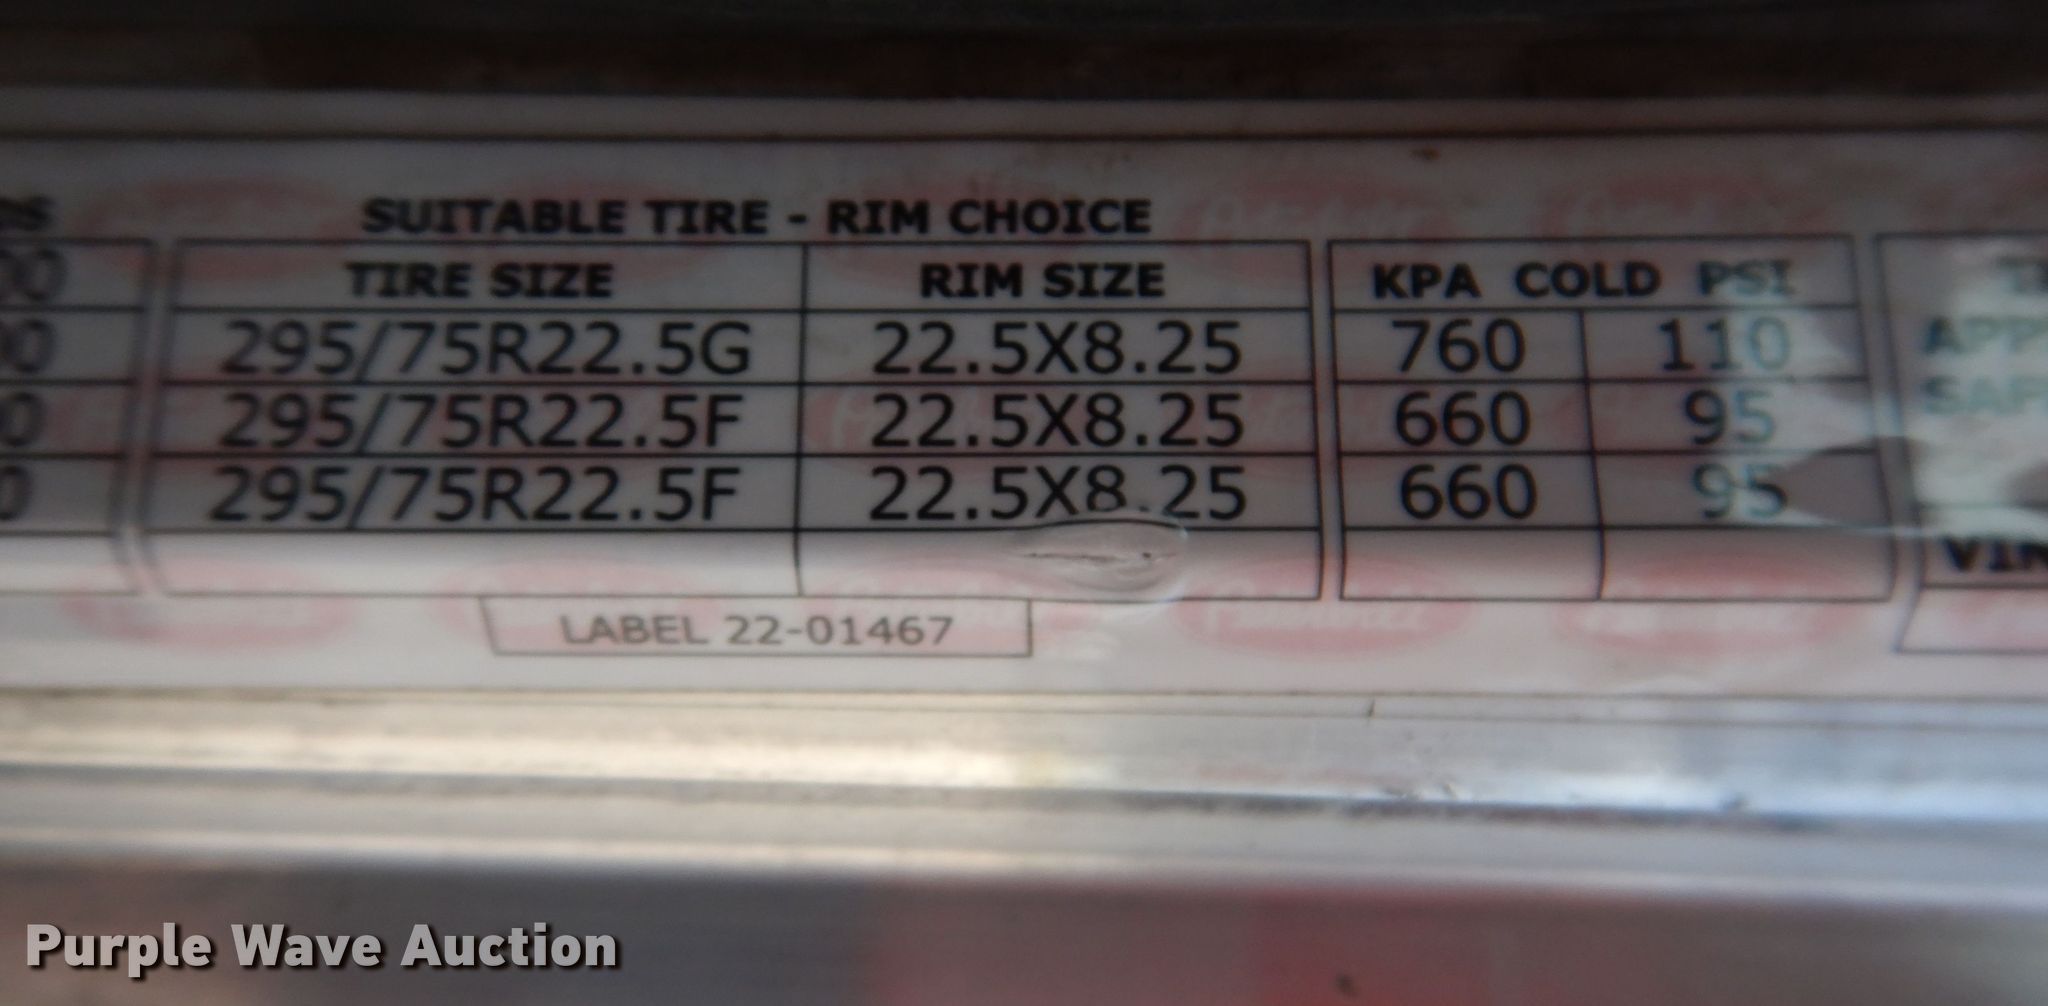 SUITABLE TIRE - RIM CHOICE
TIRE SIZE RIM SIZE KPA COLD PSI
295/75R22.5G 22.5X8.25 760 110
295/75R22.5F 22.5X8.25 660 95
295/75R22.5F 22.5X8.25 660 95
VIN
LABEL 22-01467
Purple Wave Auction